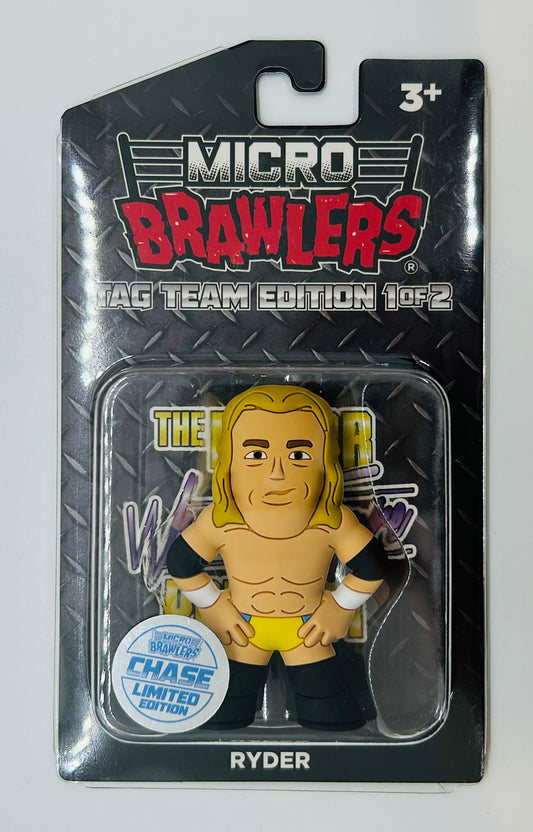 3+
MICRO
BRAWLERS
®
TAG TEAM EDITION 1 OF 2
THE
MICRO
BRAWLERS
CHASE
LIMITED
EDITION
RYDER